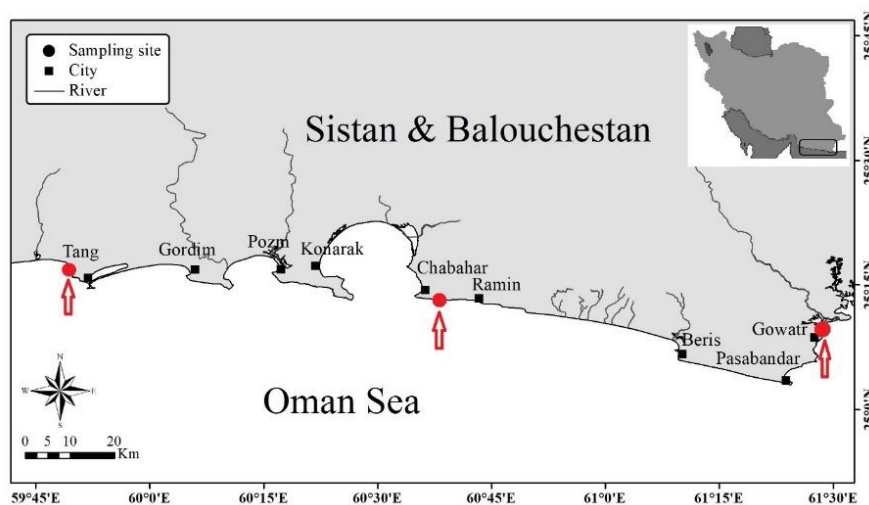 Sampling site
City
River
Sistan & Balouchestan
Tang
Gordim
Pozm
Konarak
Chabahar
Ramin
Beris
Gowatr
Pasabandar
Oman Sea
N
W
E
S
0 5 10 20
Km
59°45'E 60°0'E 60°15'E 60°30'E 60°45'E 61°0'E 61°15'E 61°30'E